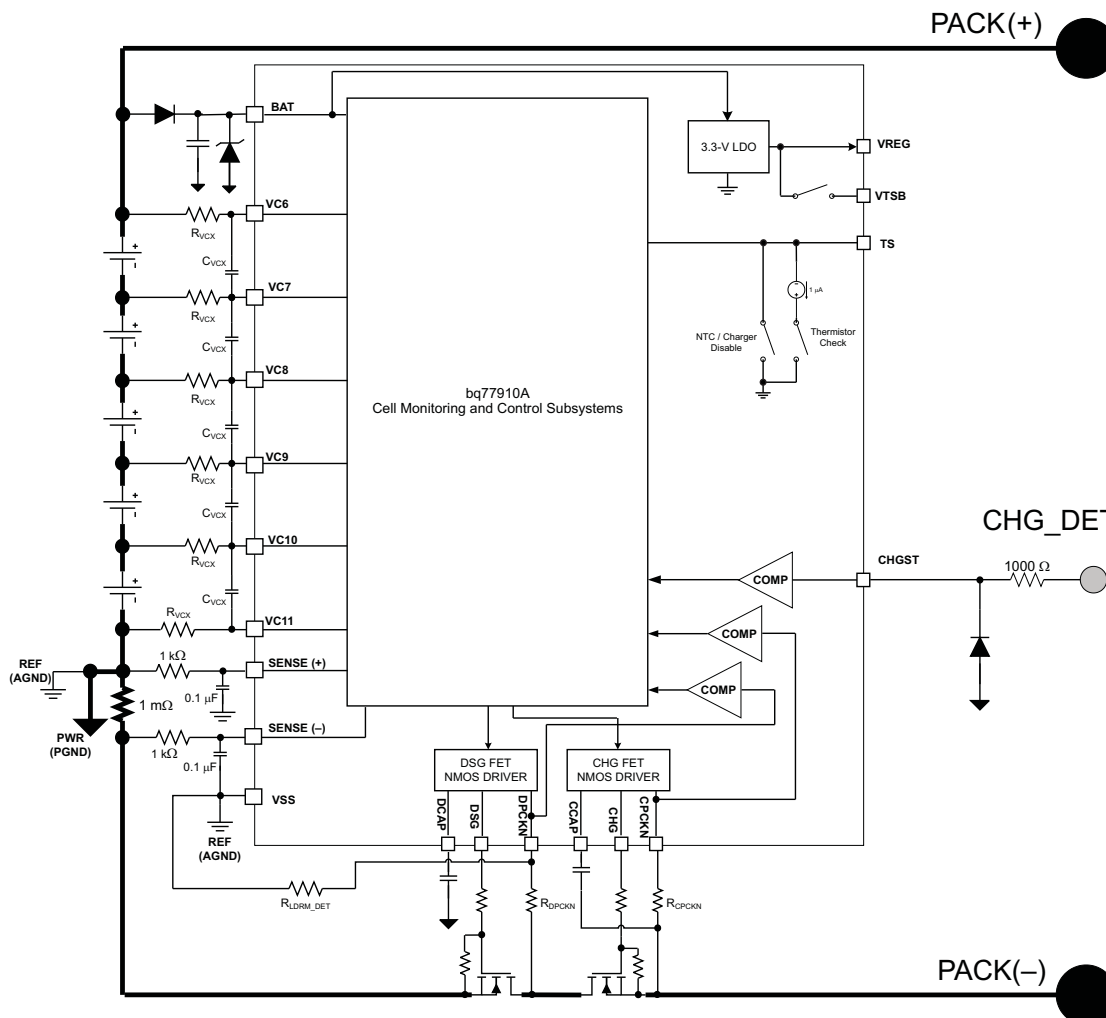 PACK(+)
BAT
3.3-V LDO
VREG
VTSB
VC6
RVCX
TS
CVCX
VC7
RVCX
1 μA
CVCX
NTC / Charger
Disable
Thermistor
Check
VC8
RVCX
bq77910A
Cell Monitoring and Control Subsystems
CVCX
VC9
RVCX
CVCX
CHG_DET
VC10
RVCX
CHGST
1000 Ω
COMP
CVCX
RVCX
VC11
COMP
1 kΩ
SENSE (+)
REF
(AGND)
0.1 μF
COMP
1 mΩ
PWR
(PGND)
1 kΩ
SENSE (–)
0.1 μF
DSG FET
NMOS DRIVER
CHG FET
NMOS DRIVER
VSS
DCAP
DSG
DPCKN
CCAP
CHG
CPCKN
REF
(AGND)
RLDRM_DET
RDPCKN
RCPCKN
PACK(–)